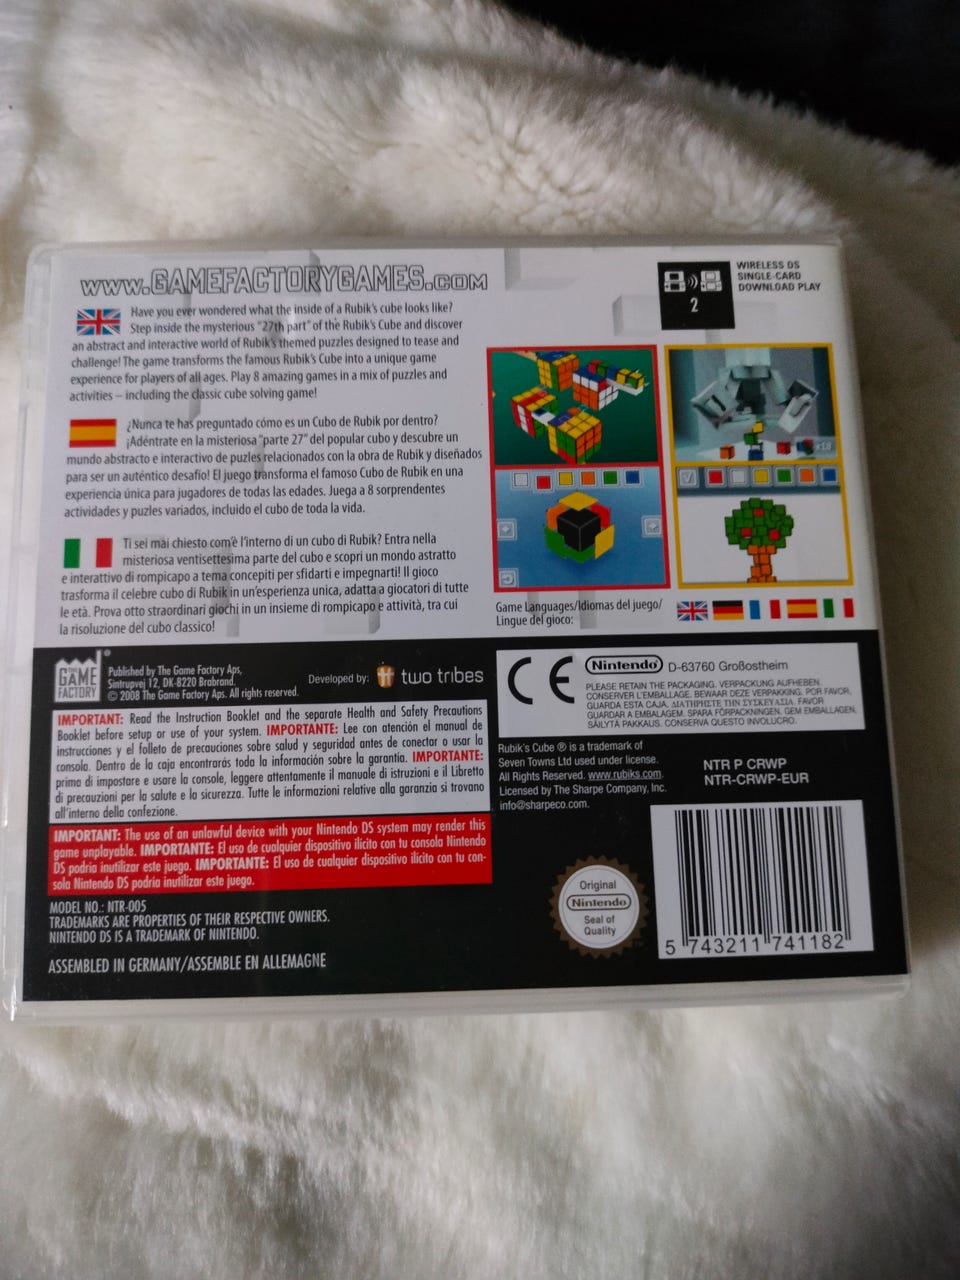 WWW.GAMEFACTORYGAMES.COM
Have you ever wondered what the inside of a Rubik's cube looks like?
Step inside the mysterious "27th part" of the Rubik's Cube and discover
an abstract and interactive world of Rubik's themed puzzles designed to tease and
challenge! The game transforms the famous Rubik's Cube into a unique game
experience for players of all ages. Play 8 amazing games in a mix of puzzles and
activities – including the classic cube solving game!
¿Nunca te has preguntado cómo es un Cubo de Rubik por dentro?
¡Adéntrate en la misteriosa "parte 27" del popular cubo y descubre un
mundo abstracto e interactivo de puzles relacionados con la obra de Rubik y diseñados
para ser un auténtico desafío! El juego transforma el famoso Cubo de Rubik en una
experiencia única para jugadores de todas las edades. Juega a 8 sorprendentes
actividades y puzles variados, incluido el cubo de toda la vida.
Ti sei mai chiesto com'è l'interno di un cubo di Rubik? Entra nella
misteriosa ventisettesima parte del cubo e scopri un mondo astratto
e interattivo di rompicapo a tema concepiti per sfidarti e impegnarti! Il gioco
trasforma il celebre cubo di Rubik in un'esperienza unica, adatta a giocatori di tutte
le età. Prova otto straordinari giochi in un insieme di rompicapo e attività, tra cui
la risoluzione del cubo classico!
2
WIRELESS DS
SINGLE-CARD
DOWNLOAD PLAY
x18
Game Languages/Idiomas del juego/
Lingue del gioco:
THE GAME FACTORY
Published by The Game Factory Aps,
Sintrupvej 12, DK-8220 Brabrand.
© 2008 The Game Factory Aps. All rights reserved.
Developed by: two tribes
IMPORTANT: Read the Instruction Booklet and the separate Health and Safety Precautions
Booklet before setup or use of your system. IMPORTANTE: Lee con atención el manual de
instrucciones y el folleto de precauciones sobre salud y seguridad antes de conectar o usar la
consola. Dentro de la caja encontrarás toda la información sobre la garantía. IMPORTANTE:
prima di impostare e usare la console, leggere attentamente il manuale di istruzioni e il Libretto
di precauzioni per la salute e la sicurezza. Tutte le informazioni relative alla garanzia si trovano
all'interno della confezione.
IMPORTANT: The use of an unlawful device with your Nintendo DS system may render this
game unplayable. IMPORTANTE: El uso de cualquier dispositivo ilícito con tu consola Nintendo
DS podría inutilizar este juego. IMPORTANTE: El uso de cualquier dispositivo ilícito con tu con-
sola Nintendo DS podría inutilizar este juego.
MODEL NO.: NTR-005
TRADEMARKS ARE PROPERTIES OF THEIR RESPECTIVE OWNERS.
NINTENDO DS IS A TRADEMARK OF NINTENDO.
ASSEMBLED IN GERMANY/ASSEMBLE EN ALLEMAGNE
CE
Nintendo D-63760 Großostheim
PLEASE RETAIN THE PACKAGING. VERPACKUNG AUFHEBEN.
CONSERVER L'EMBALLAGE. BEWAAR DEZE VERPAKKING. POR FAVOR,
GUARDA ESTA CAJA. ΔΙΑΤΗΡΗΣΤΕ ΤΗΝ ΣΥΣΚΕΥΑΣΙΑ. FAVOR
GUARDAR A EMBALAGEM. SPARA FÖRPACKNINGEN. GEM EMBALLAGEN.
SÄILYTÄ PAKKAUS. CONSERVA QUESTO INVOLUCRO.
Rubik's Cube ® is a trademark of
Seven Towns Ltd used under license.
All Rights Reserved. www.rubiks.com.
Licensed by The Sharpe Company, Inc.
info@sharpeco.com.
NTR P CRWP
NTR-CRWP-EUR
Original
Nintendo
Seal of
Quality
5 743211 741182